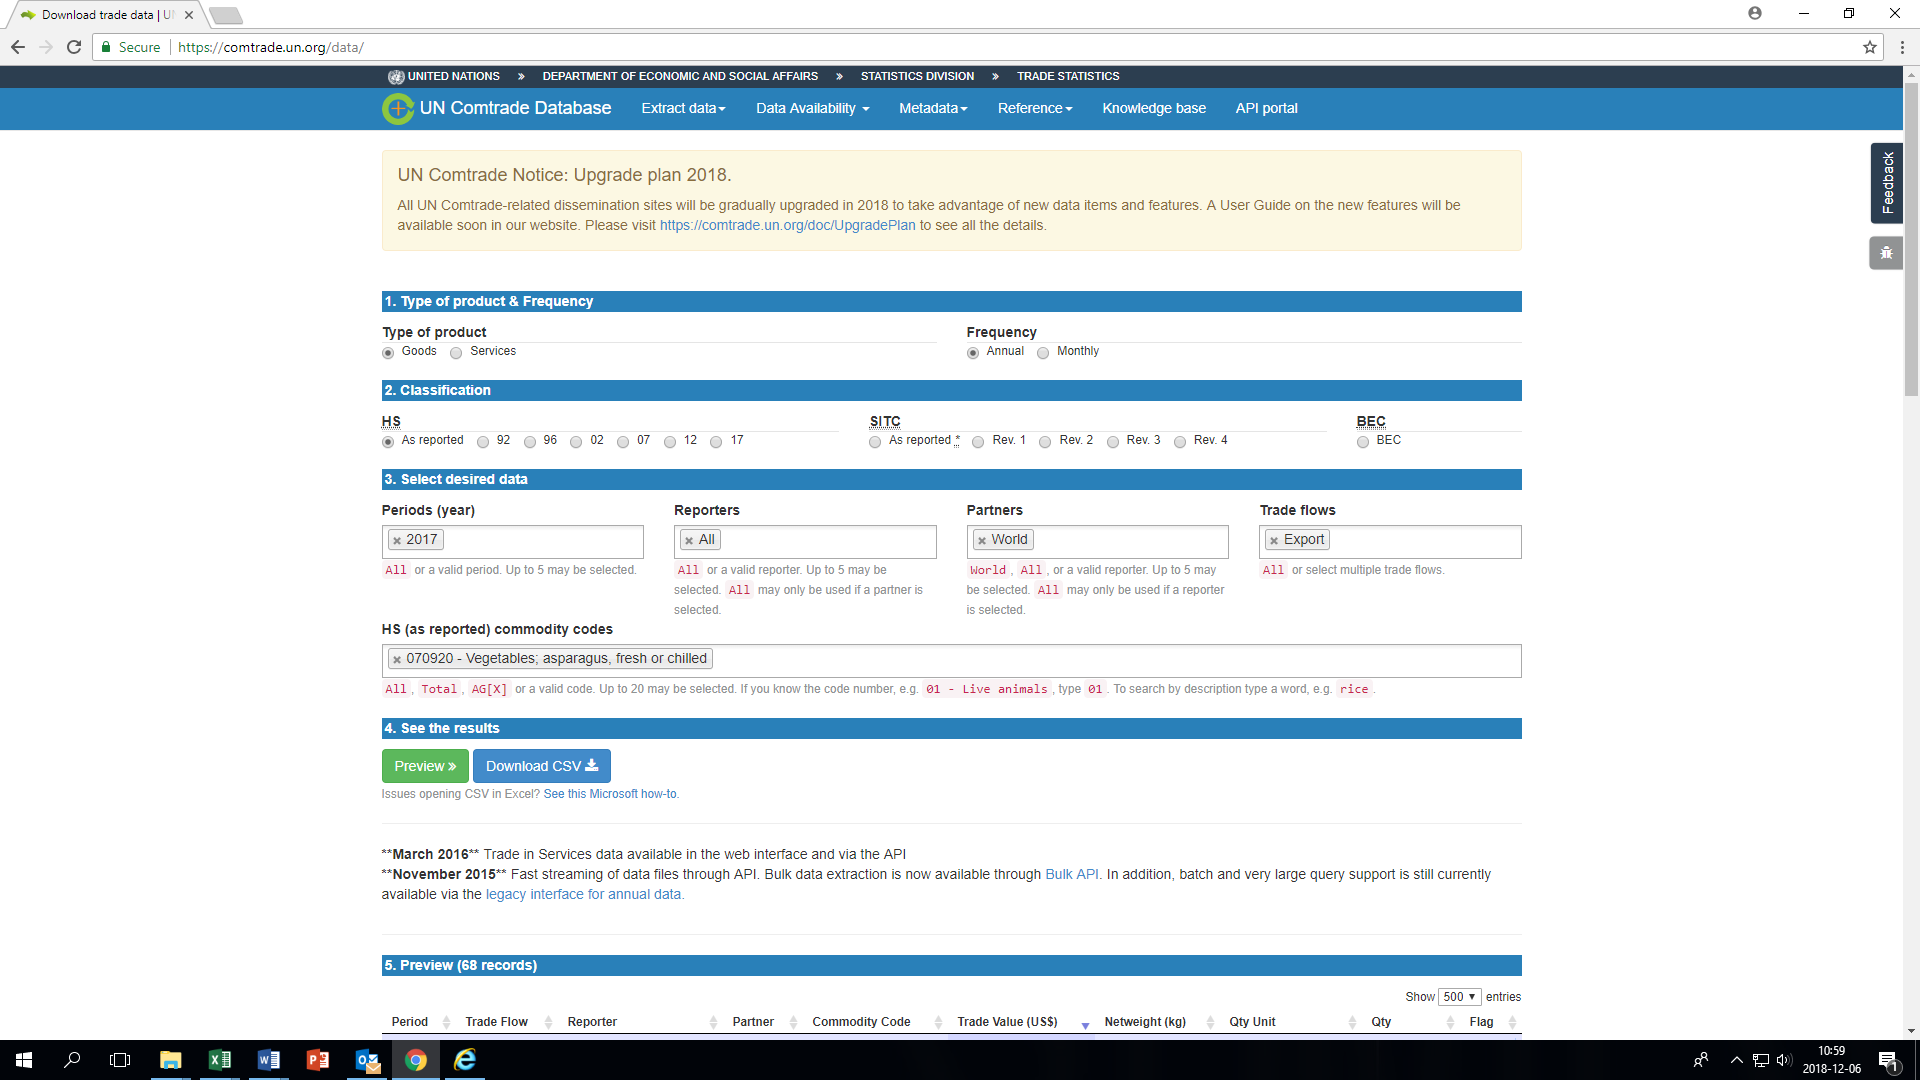 Download trade data | U
Secure https://comtrade.un.org/data/
UNITED NATIONS » DEPARTMENT OF ECONOMIC AND SOCIAL AFFAIRS » STATISTICS DIVISION » TRADE STATISTICS
UN Comtrade Database Extract data Data Availability Metadata Reference Knowledge base API portal
Feedback
UN Comtrade Notice: Upgrade plan 2018.
All UN Comtrade-related dissemination sites will be gradually upgraded in 2018 to take advantage of new data items and features. A User Guide on the new features will be
available soon in our website. Please visit https://comtrade.un.org/doc/UpgradePlan to see all the details.
1. Type of product & Frequency
Type of product Frequency
Goods Services Annual Monthly
2. Classification
HS SITC BEC
As reported 92 96 02 07 12 17 As reported * Rev. 1 Rev. 2 Rev. 3 Rev. 4 BEC
3. Select desired data
Periods (year) Reporters Partners Trade flows
× 2017 × All × World × Export
All or a valid period. Up to 5 may be selected. All or a valid reporter. Up to 5 may be World , All , or a valid reporter. Up to 5 may All or select multiple trade flows.
selected. All may only be used if a partner is be selected. All may only be used if a reporter
selected. is selected.
HS (as reported) commodity codes
× 070920 - Vegetables; asparagus, fresh or chilled
All , Total , AG[X] or a valid code. Up to 20 may be selected. If you know the code number, e.g. 01 - Live animals , type 01 . To search by description type a word, e.g. rice .
4. See the results
Preview » Download CSV
Issues opening CSV in Excel? See this Microsoft how-to.
**March 2016** Trade in Services data available in the web interface and via the API
**November 2015** Fast streaming of data files through API. Bulk data extraction is now available through Bulk API. In addition, batch and very large query support is still currently
available via the legacy interface for annual data.
5. Preview (68 records)
Show 500 entries
Period Trade Flow Reporter Partner Commodity Code Trade Value (US$) Netweight (kg) Qty Unit Qty Flag
10:59
2018-12-06
1